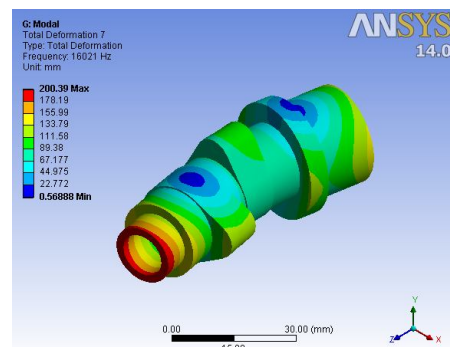 G: Modal
Total Deformation 7
Type: Total Deformation
Frequency: 16021 Hz
Unit: mm
200.39 Max
178.19
155.99
133.79
111.58
89.38
67.177
44.975
22.772
0.56888 Min
ANSYS
14.0
0.00
30.00 (mm)
15.00
Y
Z
X